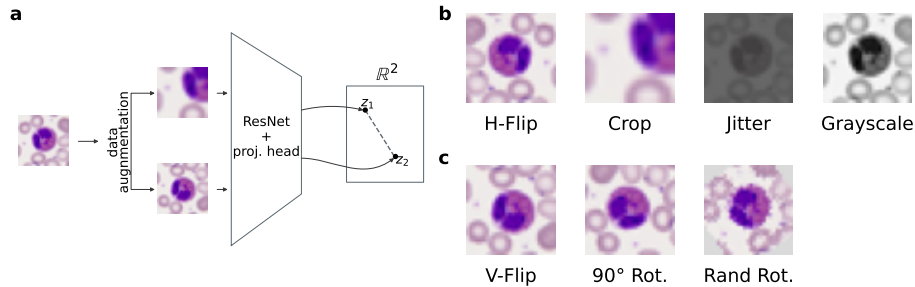 a
data
augnmentation
ResNet
+
proj. head
ℝ²
z₁
z₂
b
H-Flip
Crop
Jitter
Grayscale
c
V-Flip
90° Rot.
Rand Rot.